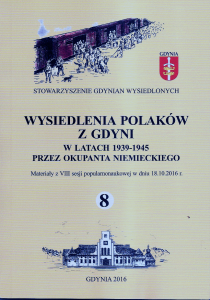 GDYNIA
STOWARZYSZENIE GDYNIAN WYSIEDLONYCH
WYSIEDLENIA POLAKÓW
Z GDYNI
W LATACH 1939-1945
PRZEZ OKUPANTA NIEMIECKIEGO
Materiały z VIII sesji popularnonaukowej w dniu 18.10.2016 r.
8
GDYNIA 2016